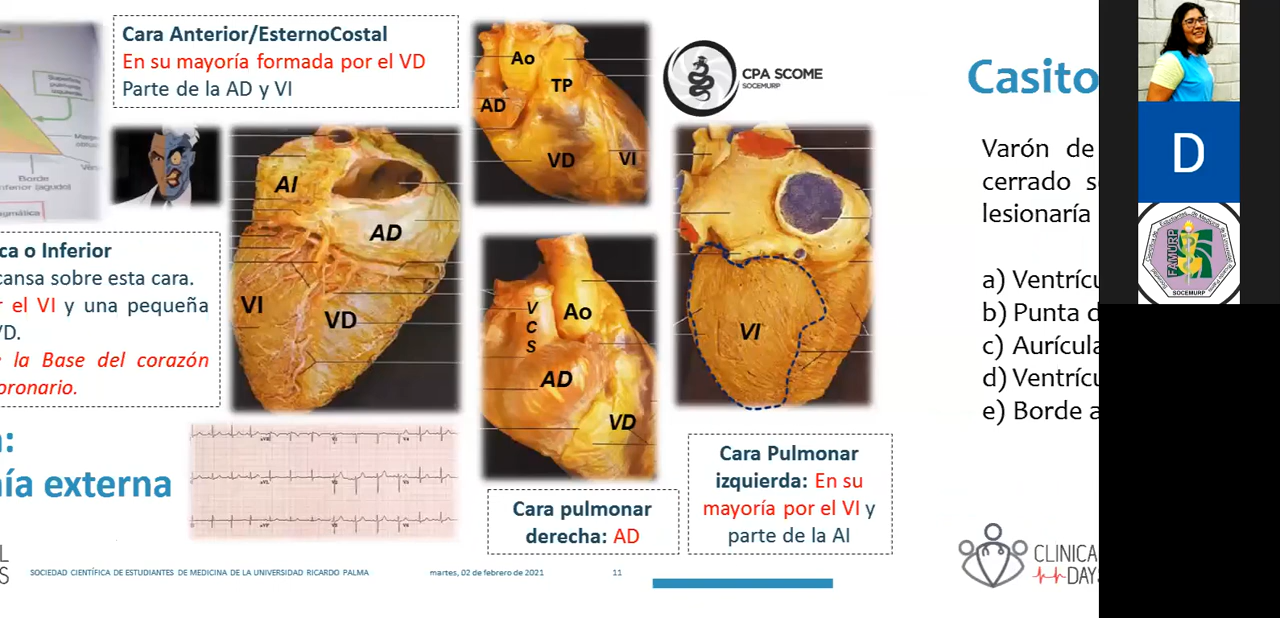 Cara Anterior/EsternoCostal
En su mayoría formada por el VD
Parte de la AD y VI
Borde
inferior (agudo)
Ao
TP
AD
VD
VI
CPA SCOME
SOCEMURP
AI
AD
VI
VD
V
C
S
Ao
AD
VD
VI
ca o Inferior
cansa sobre esta cara.
r el VI y una pequeña
VD.
e la Base del corazón
oronario.
a:
ía externa
Cara pulmonar
derecha: AD
Cara Pulmonar
izquierda: En su
mayoría por el VI y
parte de la AI
L
S
SOCIEDAD CIENTÍFICA DE ESTUDIANTES DE MEDICINA DE LA UNIVERSIDAD RICARDO PALMA
martes, 02 de febrero de 2021
11
Casito
Varón de
cerrado s
lesionaría
a) Ventrícu
b) Punta d
c) Aurícula
d) Ventrícu
e) Borde a
CLINICA
DAY
D
FAMURP
SOCEMURP